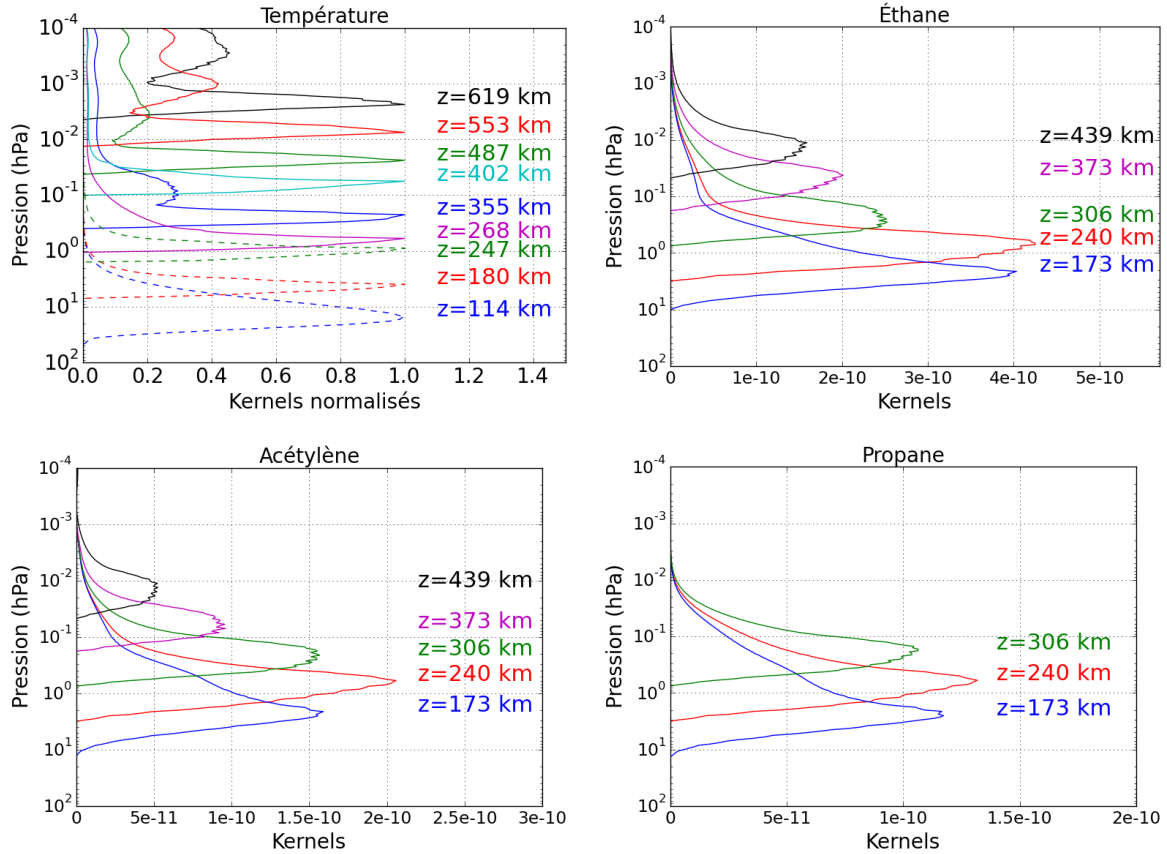 Température
10^-4
10^-3
10^-2
10^-1
10^0
10^1
10^2
Pression (hPa)
z=619 km
z=553 km
z=487 km
z=402 km
z=355 km
z=268 km
z=247 km
z=180 km
z=114 km
0.0 0.2 0.4 0.6 0.8 1.0 1.2 1.4
Kernels normalisés
Éthane
10^-4
10^-3
10^-2
10^-1
10^0
10^1
10^2
Pression (hPa)
z=439 km
z=373 km
z=306 km
z=240 km
z=173 km
0 1e-10 2e-10 3e-10 4e-10 5e-10
Kernels
Acétylène
10^-4
10^-3
10^-2
10^-1
10^0
10^1
10^2
Pression (hPa)
z=439 km
z=373 km
z=306 km
z=240 km
z=173 km
0 5e-11 1e-10 1.5e-10 2e-10 2.5e-10 3e-10
Kernels
Propane
10^-4
10^-3
10^-2
10^-1
10^0
10^1
10^2
Pression (hPa)
z=306 km
z=240 km
z=173 km
0 5e-11 1e-10 1.5e-10 2e-10
Kernels